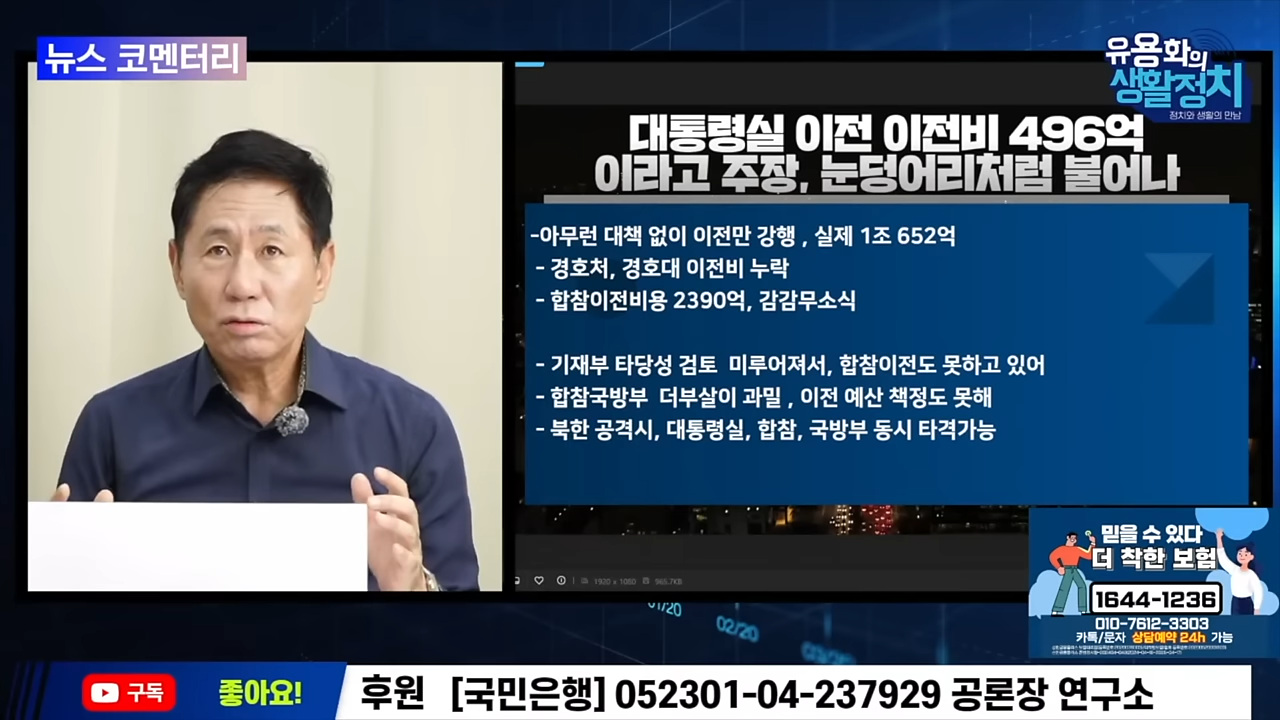 뉴스 코멘터리
유용화의
생활정치
정치와 생활의 만남
대통령실 이전 이전비 496억
이라고 주장, 눈덩어리처럼 불어나
-아무런 대책 없이 이전만 강행 , 실제 1조 652억
- 경호처, 경호대 이전비 누락
- 합참이전비용 2390억, 감감무소식
- 기재부 타당성 검토 미루어져서, 합참이전도 못하고 있어
- 합참국방부 더부살이 과밀 , 이전 예산 책정도 못해
- 북한 공격시, 대통령실, 합참, 국방부 동시 타격가능
1920 x 1080 965.7KB
01/20
02/20
믿을 수 있다
더 착한 보험
1644-1236
010-7612-3303
카톡/문자 상담예약 24h 가능
구독
좋아요!
후원 [국민은행] 052301-04-237929 공론장 연구소